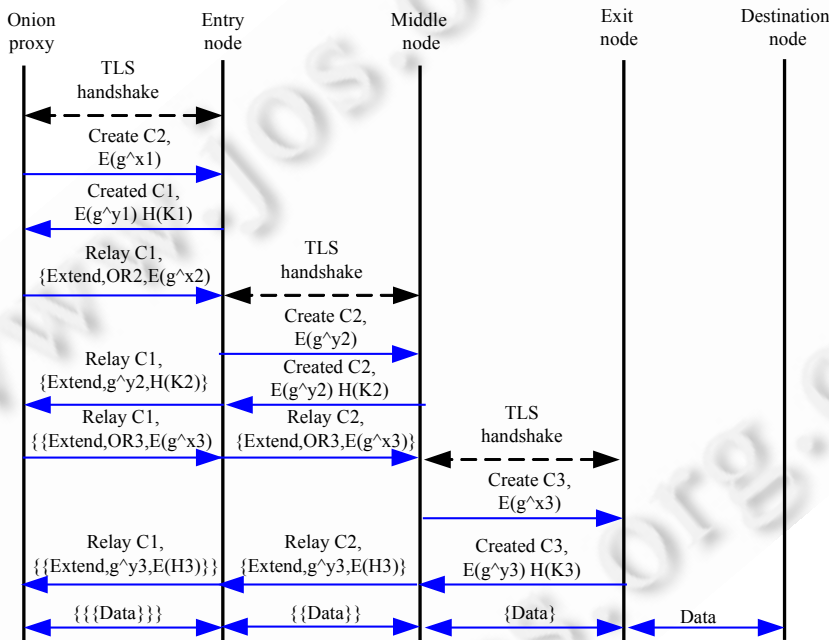 Onion
proxy
Entry
node
Middle
node
Exit
node
Destination
node
TLS
handshake
Create C2,
E(g^x1)
Created C1,
E(g^y1) H(K1)
Relay C1,
{Extend,OR2,E(g^x2)
TLS
handshake
Create C2,
E(g^y2)
Relay C1,
{Extend,g^y2,H(K2)}
Created C2,
E(g^y2) H(K2)
Relay C1,
{{Extend,OR3,E(g^x3)
Relay C2,
{Extend,OR3,E(g^x3)}
TLS
handshake
Create C3,
E(g^x3)
Relay C1,
{{Extend,g^y3,E(H3)}}
Relay C2,
{Extend,g^y3,E(H3)}
Created C3,
E(g^y3) H(K3)
{{{Data}}}
{{Data}}
{Data}
Data
www.jos.org.c